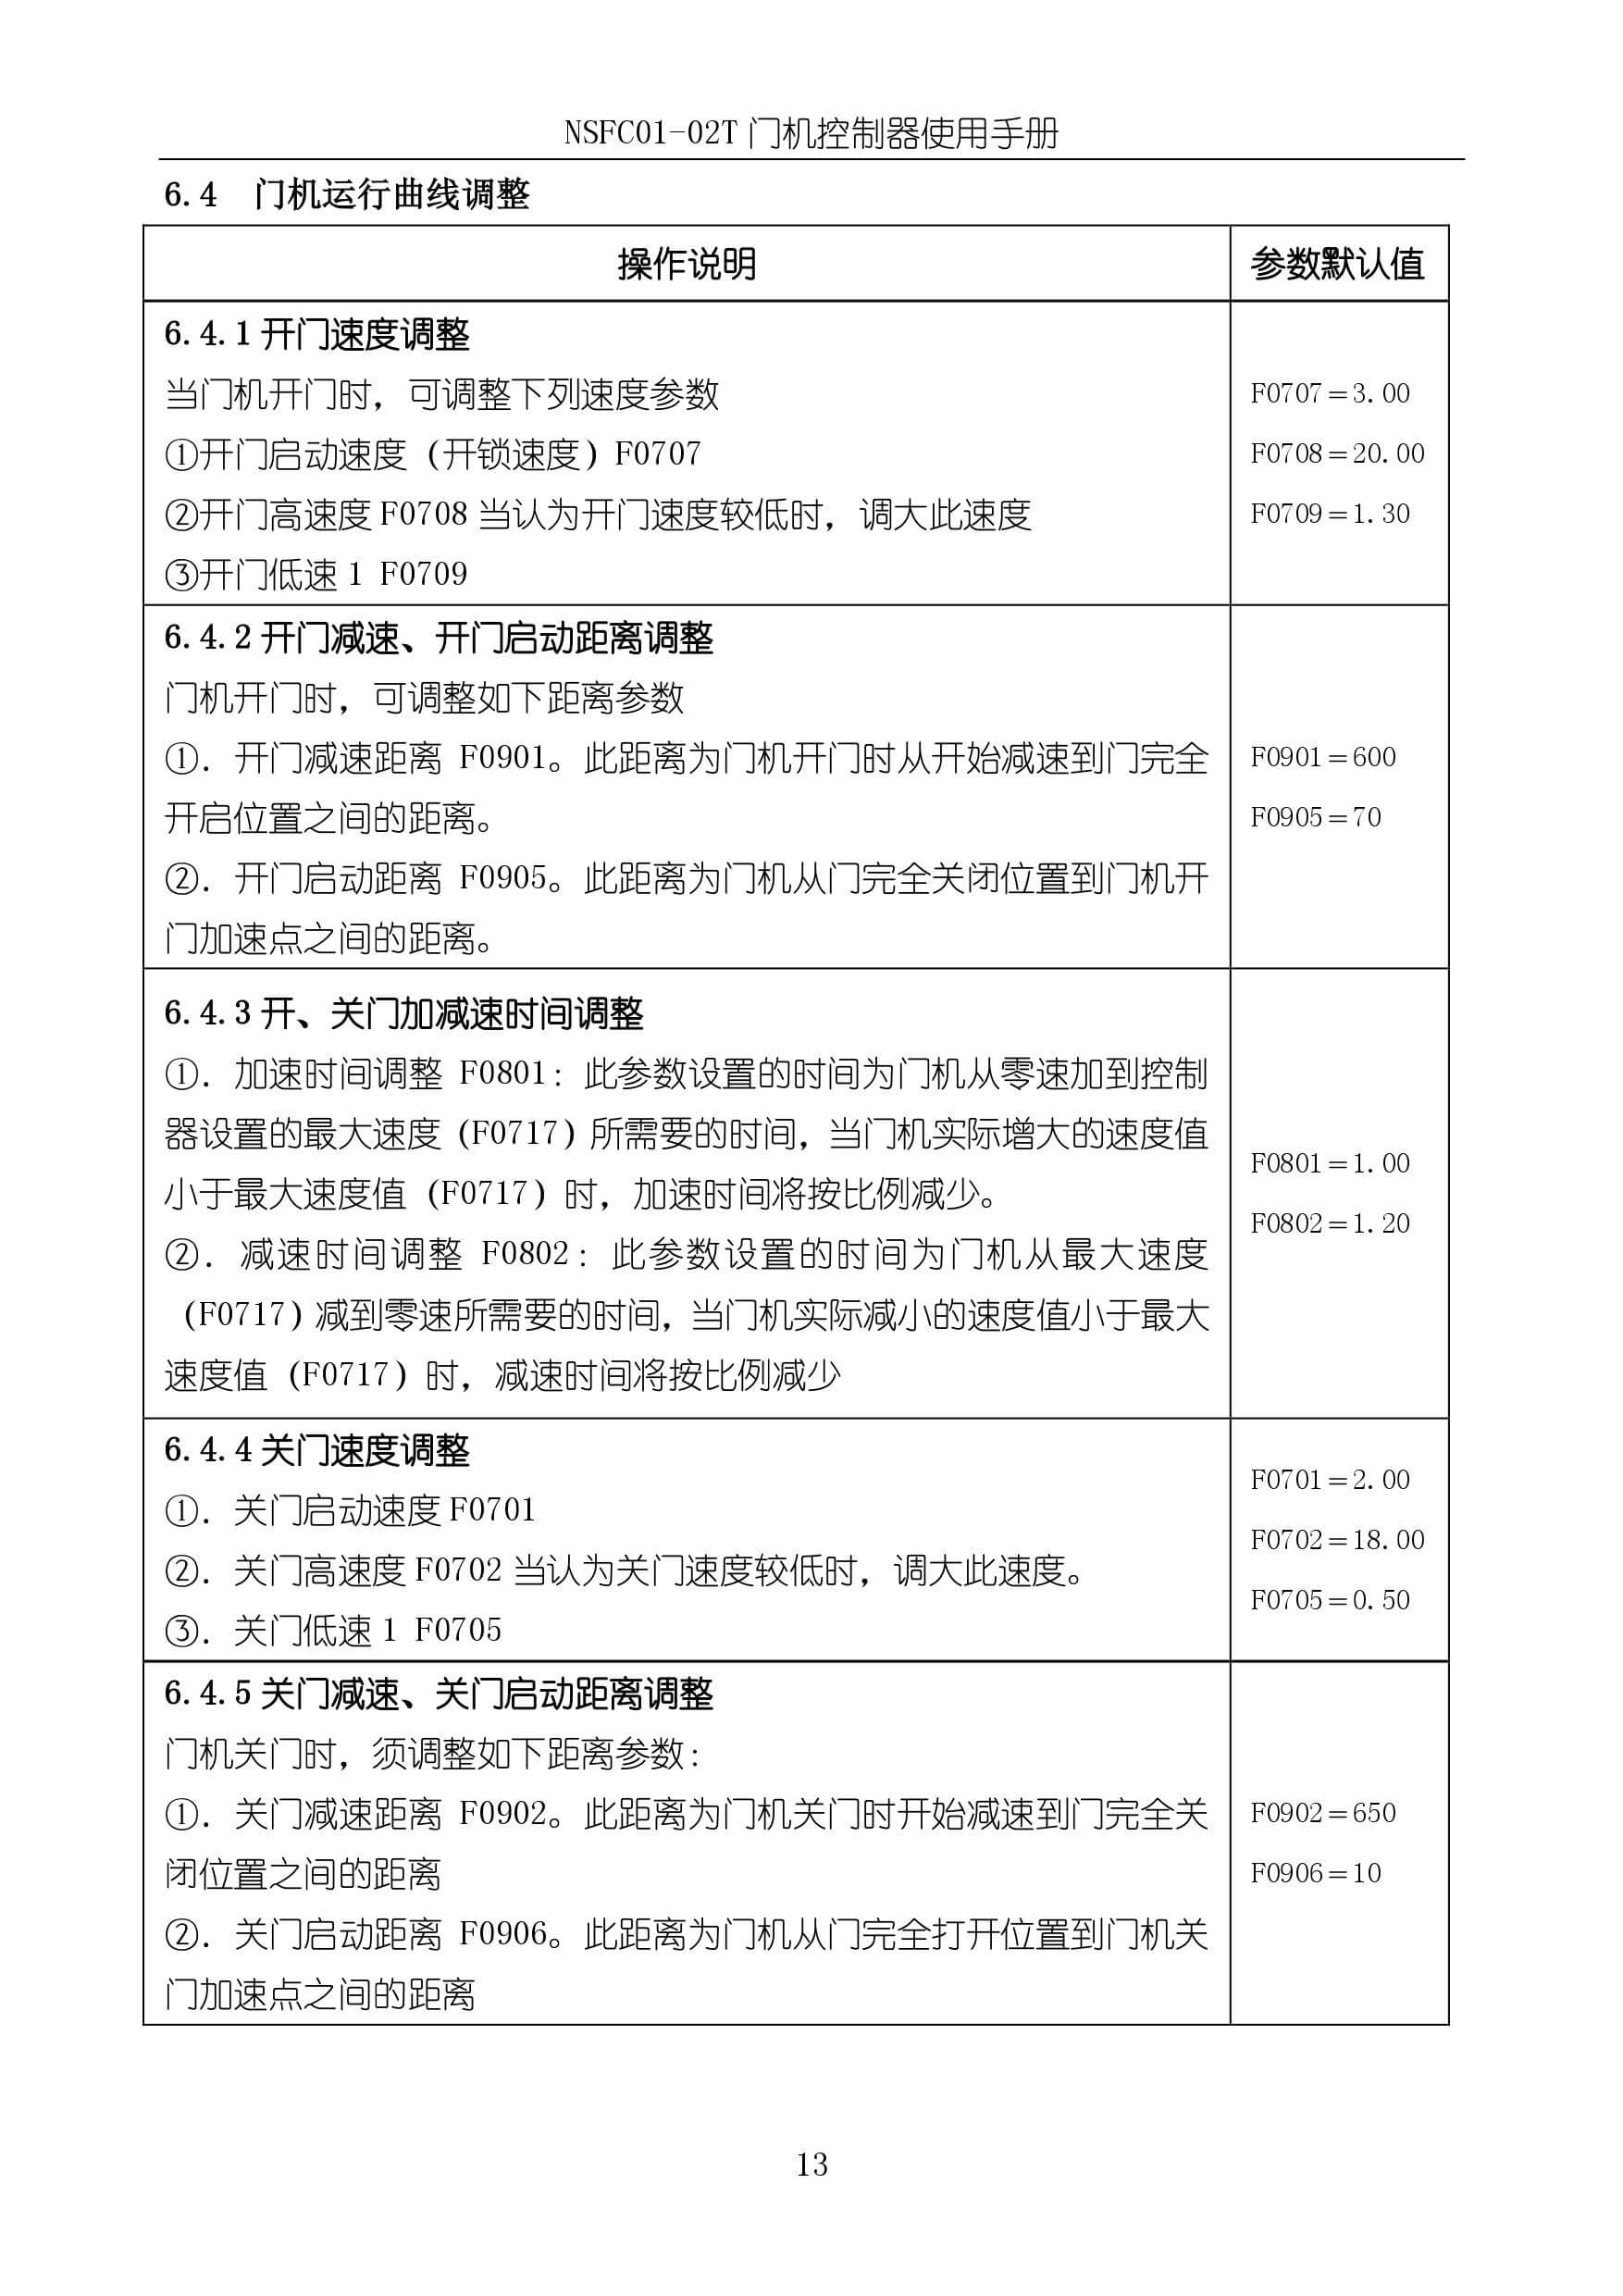 NSFC01-02T 门机控制器使用手册
6.4 门机运行曲线调整
操作说明 参数默认值
6.4.1 开门速度调整
当门机开门时，可调整下列速度参数
①开门启动速度（开锁速度）F0707
②开门高速度 F0708 当认为开门速度较低时，调大此速度
③开门低速 1 F0709
F0707＝3.00
F0708＝20.00
F0709＝1.30
6.4.2 开门减速、开门启动距离调整
门机开门时，可调整如下距离参数
①．开门减速距离 F0901。此距离为门机开门时从开始减速到门完全
开启位置之间的距离。
②．开门启动距离 F0905。此距离为门机从门完全关闭位置到门机开
门加速点之间的距离。
F0901＝600
F0905＝70
6.4.3 开、关门加减速时间调整
①．加速时间调整 F0801：此参数设置的时间为门机从零速加到控制
器设置的最大速度（F0717）所需要的时间，当门机实际增大的速度值
小于最大速度值（F0717）时，加速时间将按比例减少。
②．减速时间调整 F0802：此参数设置的时间为门机从最大速度
（F0717）减到零速所需要的时间，当门机实际减小的速度值小于最大
速度值（F0717）时，减速时间将按比例减少
F0801＝1.00
F0802＝1.20
6.4.4 关门速度调整
①．关门启动速度 F0701
②．关门高速度 F0702 当认为关门速度较低时，调大此速度。
③．关门低速 1 F0705
F0701＝2.00
F0702＝18.00
F0705＝0.50
6.4.5 关门减速、关门启动距离调整
门机关门时，须调整如下距离参数：
①．关门减速距离 F0902。此距离为门机关门时开始减速到门完全关
闭位置之间的距离
②．关门启动距离 F0906。此距离为门机从门完全打开位置到门机关
门加速点之间的距离
F0902＝650
F0906＝10
13